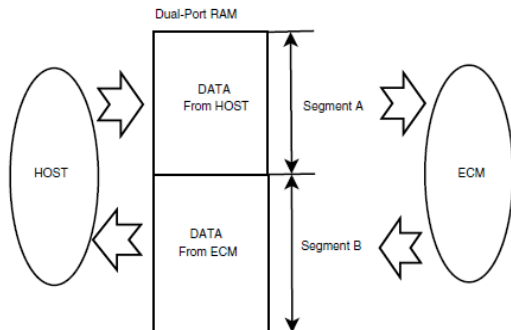 Dual-Port RAM
DATA
From HOST
Segment A
HOST
ECM
DATA
From ECM
Segment B